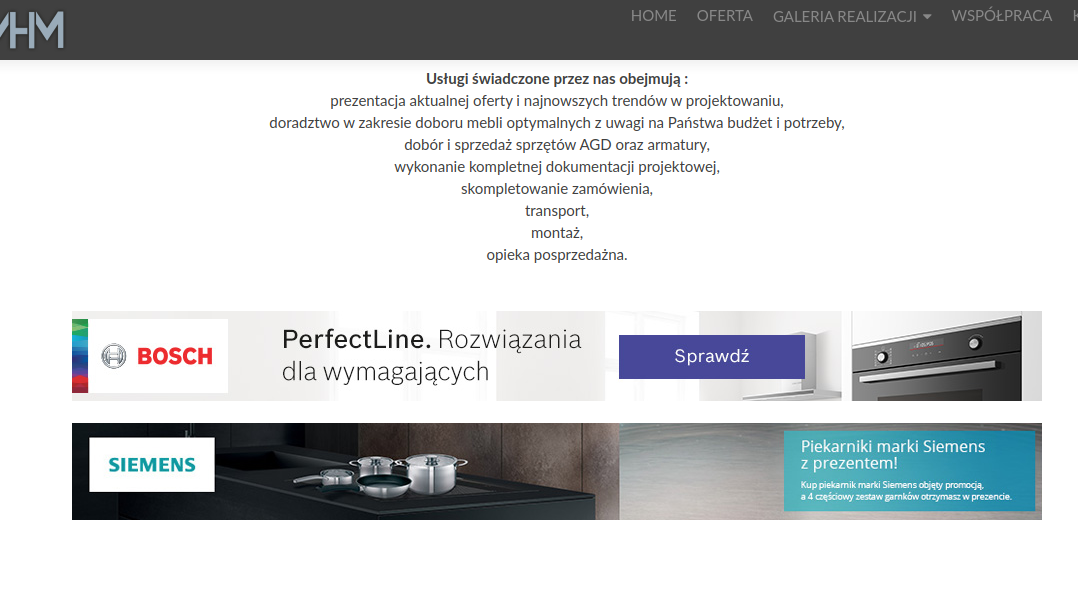 HOME OFERTA GALERIA REALIZACJI WSPÓŁPRACA
Usługi świadczone przez nas obejmują :
prezentacja aktualnej oferty i najnowszych trendów w projektowaniu,
doradztwo w zakresie doboru mebli optymalnych z uwagi na Państwa budżet i potrzeby,
dobór i sprzedaż sprzętów AGD oraz armatury,
wykonanie kompletnej dokumentacji projektowej,
skompletowanie zamówienia,
transport,
montaż,
opieka posprzedażna.
BOSCH
PerfectLine. Rozwiązania
dla wymagających
Sprawdź
SIEMENS
Piekarniki marki Siemens
z prezentem!
Kup piekarnik marki Siemens objęty promocją,
a 4 częściowy zestaw garnków otrzymasz w prezencie.